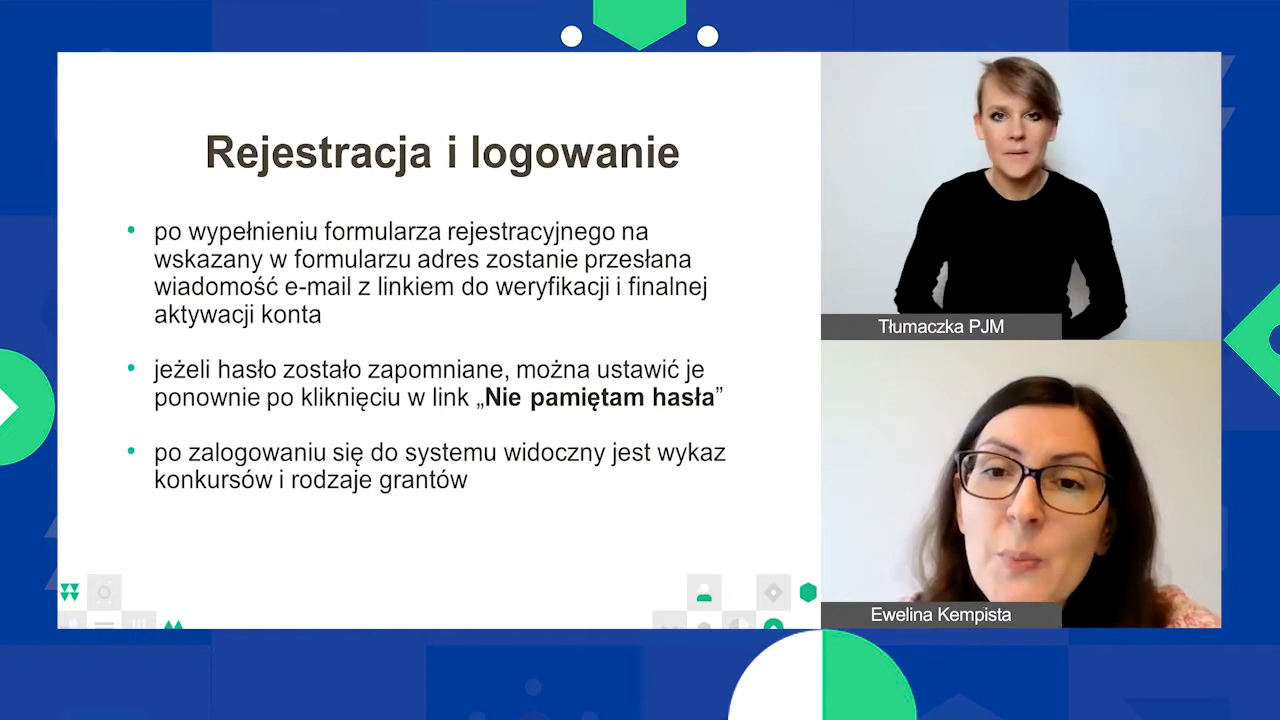 Rejestracja i logowanie
po wypełnieniu formularza rejestracyjnego na
wskazany w formularzu adres zostanie przesłana
wiadomość e-mail z linkiem do weryfikacji i finalnej
aktywacji konta
jeżeli hasło zostało zapomniane, można ustawić je
ponownie po kliknięciu w link „Nie pamiętam hasła”
po zalogowaniu się do systemu widoczny jest wykaz
konkursów i rodzaje grantów
Tłumaczka PJM
Ewelina Kempista